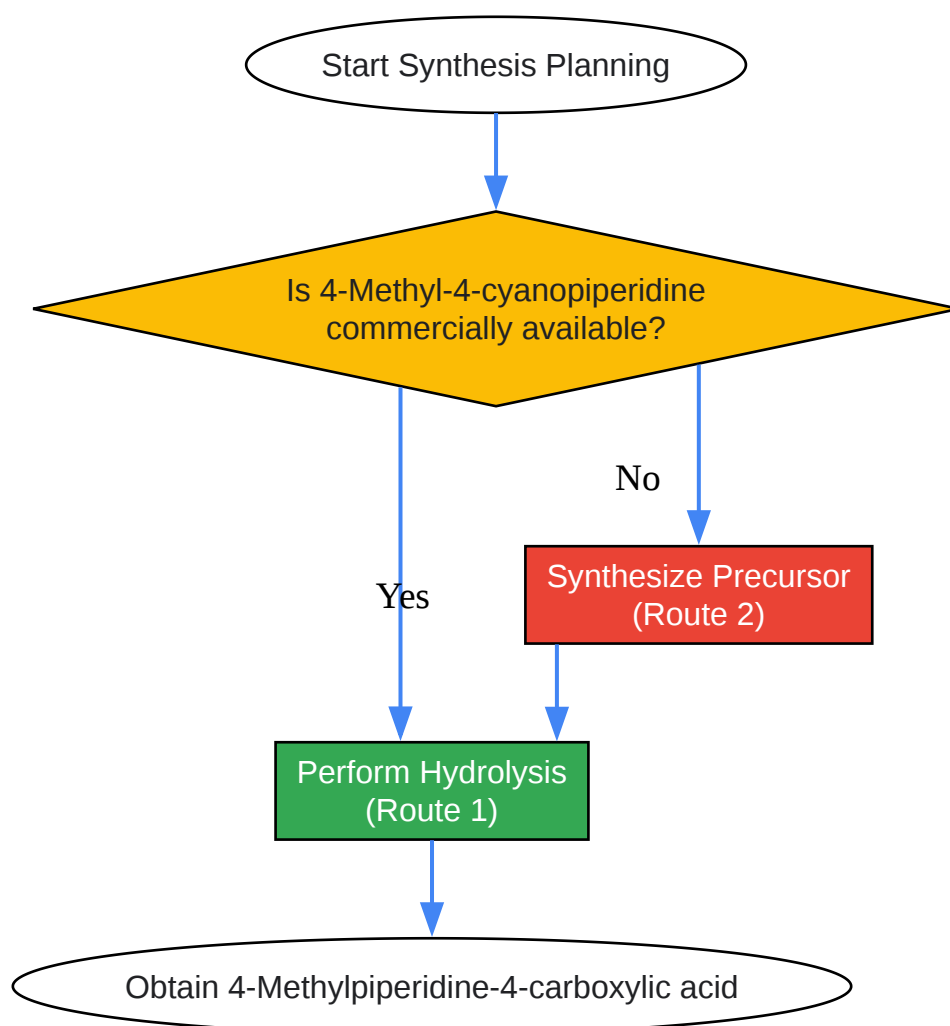 Start Synthesis Planning
Is 4-Methyl-4-cyanopiperidine
commercially available?
No
Synthesize Precursor
(Route 2)
Yes
Perform Hydrolysis
(Route 1)
Obtain 4-Methylpiperidine-4-carboxylic acid